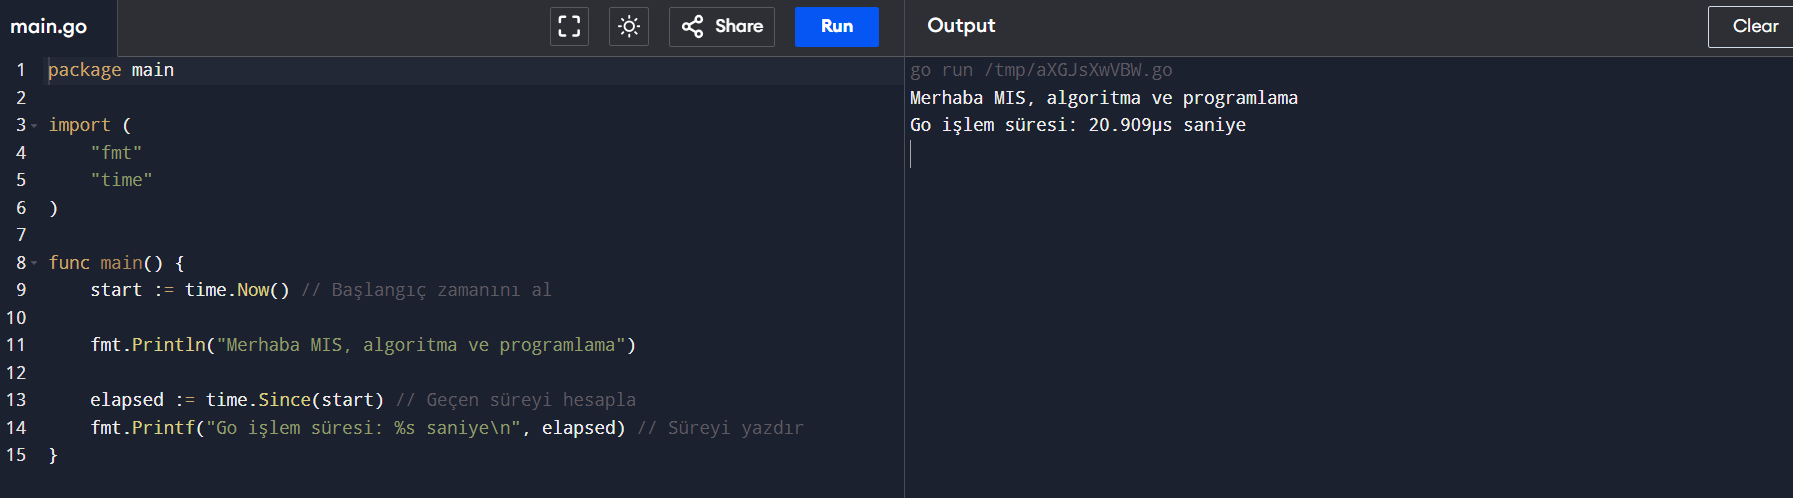 main.go
Share
Run
Output
Clear
1 package main
2
3 import (
4     "fmt"
5     "time"
6 )
7
8 func main() {
9     start := time.Now() // Başlangıç zamanını al
10
11     fmt.Println("Merhaba MIS, algoritma ve programlama")
12
13     elapsed := time.Since(start) // Geçen süreyi hesapla
14     fmt.Printf("Go işlem süresi: %s saniye\n", elapsed) // Süreyi yazdır
15 }
go run /tmp/aXGJsXwVBW.go
Merhaba MIS, algoritma ve programlama
Go işlem süresi: 20.909µs saniye